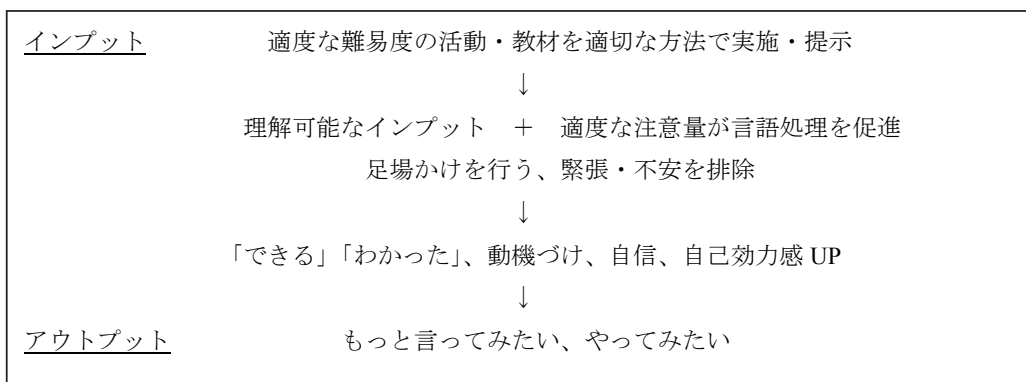 インプット 適度な難易度の活動・教材を適切な方法で実施・提示
↓
理解可能なインプット + 適度な注意量が言語処理を促進
足場かけを行う、緊張・不安を排除
↓
「できる」「わかった」、動機づけ、自信、自己効力感 UP
↓
アウトプット もっと言ってみたい、やってみたい